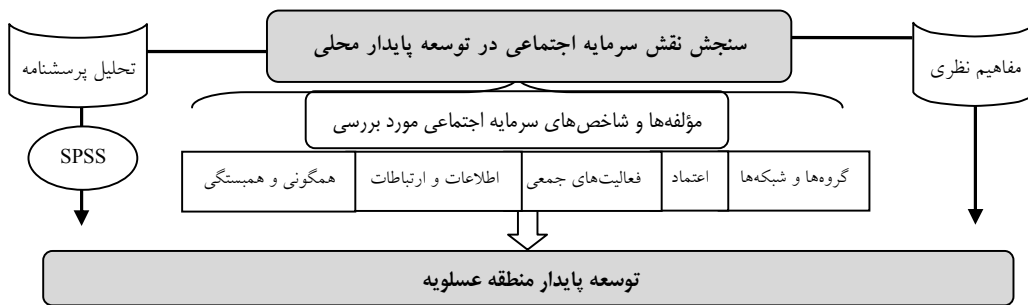 سنجش نقش سرمایه اجتماعی در توسعه پایدار محلی
مفاهیم نظری
تحلیل پرسشنامه
مؤلفه‌ها و شاخص‌های سرمایه اجتماعی مورد بررسی
SPSS
گروه‌ها و شبکه‌ها
اعتماد
فعالیت‌های جمعی
اطلاعات و ارتباطات
همگونی و همبستگی
توسعه پایدار منطقه عسلویه